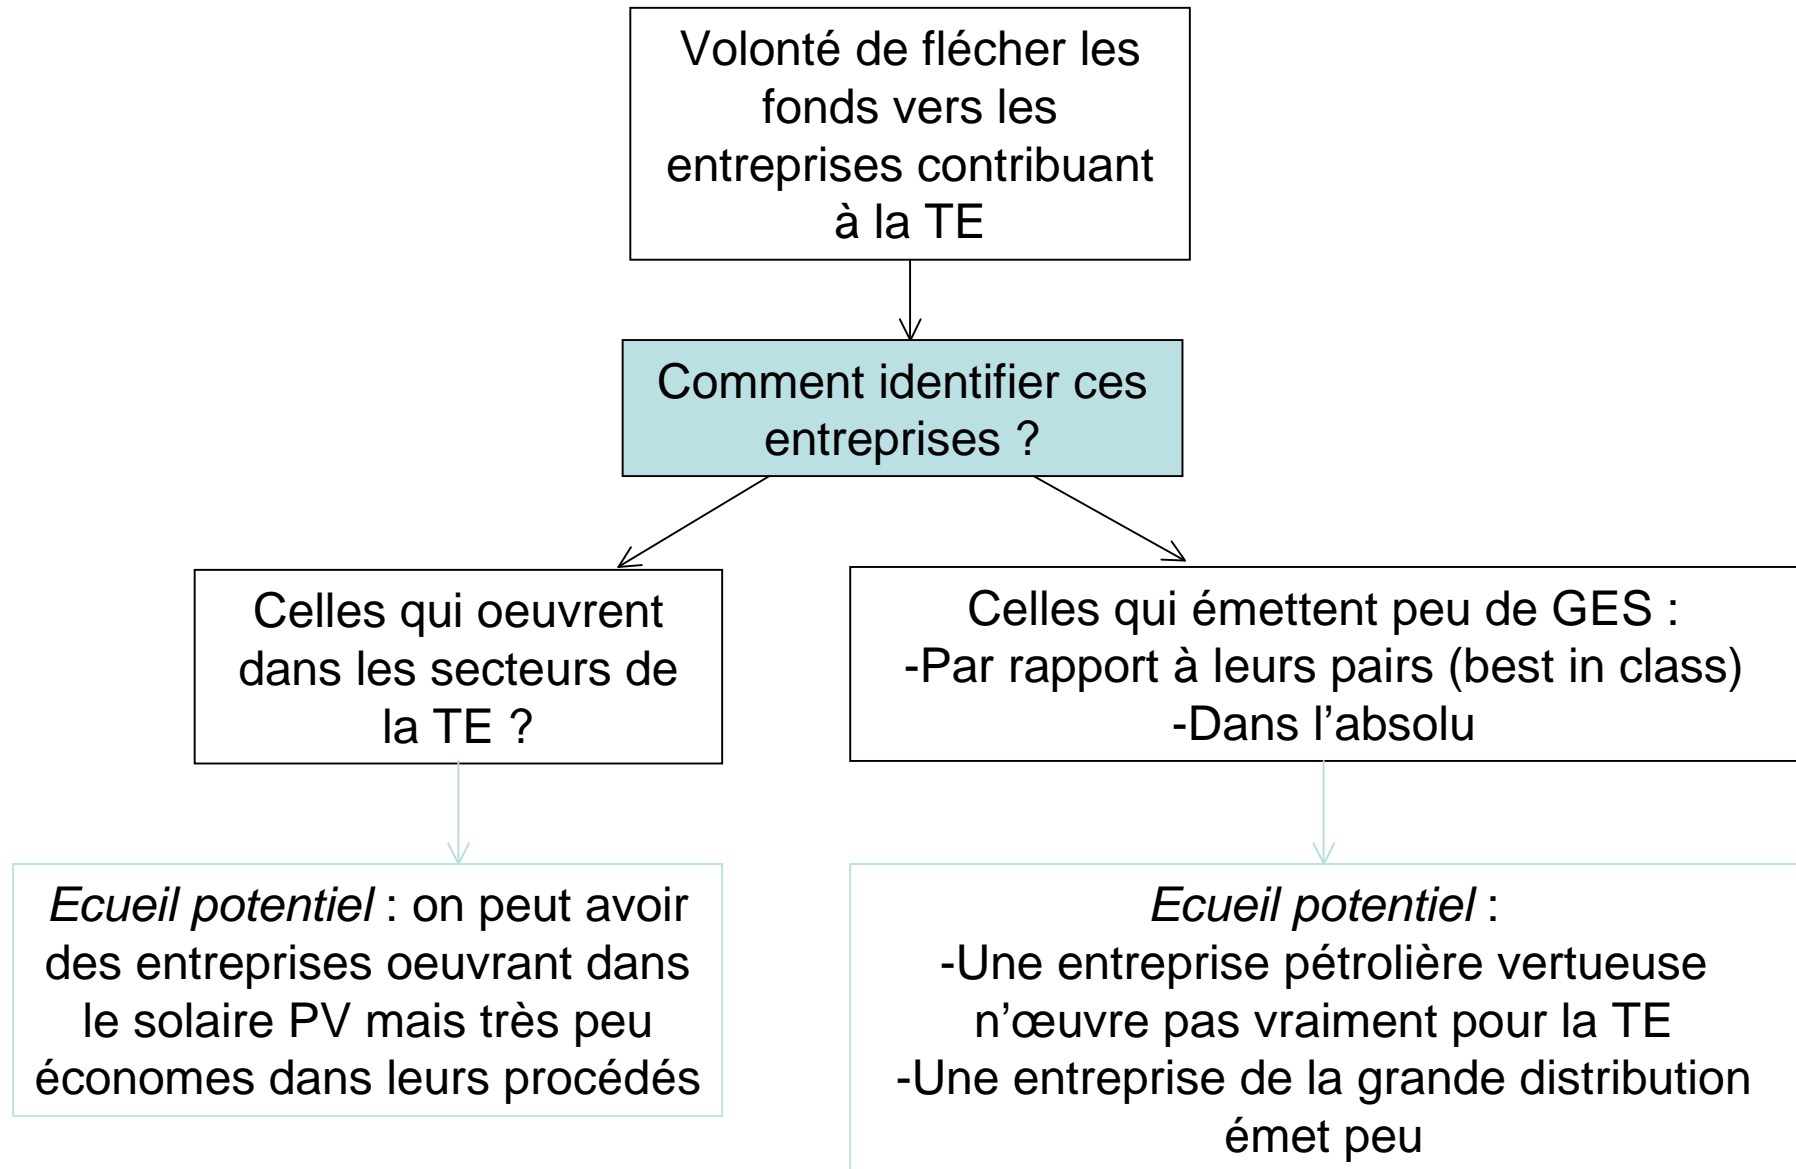 Volonté de flécher les
fonds vers les
entreprises contribuant
à la TE
Comment identifier ces
entreprises ?
Celles qui oeuvrent
dans les secteurs de
la TE ?
Celles qui émettent peu de GES :
-Par rapport à leurs pairs (best in class)
-Dans l’absolu
Ecueil potentiel : on peut avoir
des entreprises oeuvrant dans
le solaire PV mais très peu
économes dans leurs procédés
Ecueil potentiel :
-Une entreprise pétrolière vertueuse
n’œuvre pas vraiment pour la TE
-Une entreprise de la grande distribution
émet peu